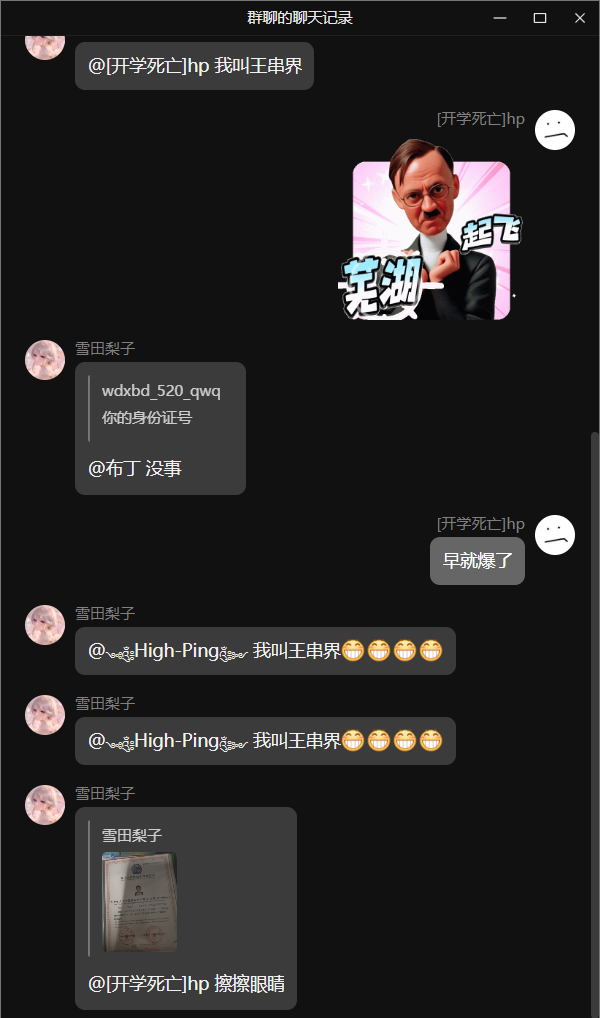 群聊的聊天记录
@[开学死亡]hp 我叫王串界
[开学死亡]hp
起飞
芜湖
雪田梨子
wdxbd_520_qwq
你的身份证号
@布丁 没事
[开学死亡]hp
早就爆了
雪田梨子
@৻High-Pingৡ 我叫王串界😁😁😁😁
雪田梨子
@৻High-Pingৡ 我叫王串界😁😁😁😁
雪田梨子
雪田梨子
@[开学死亡]hp 擦擦眼睛